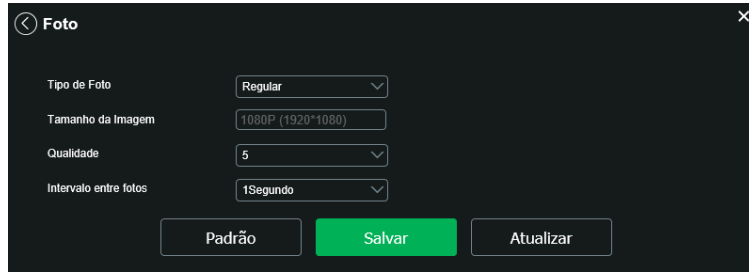 Foto
Tipo de Foto Regular
Tamanho da Imagem 1080P (1920*1080)
Qualidade 5
Intervalo entre fotos 1Segundo
Padrão Salvar Atualizar